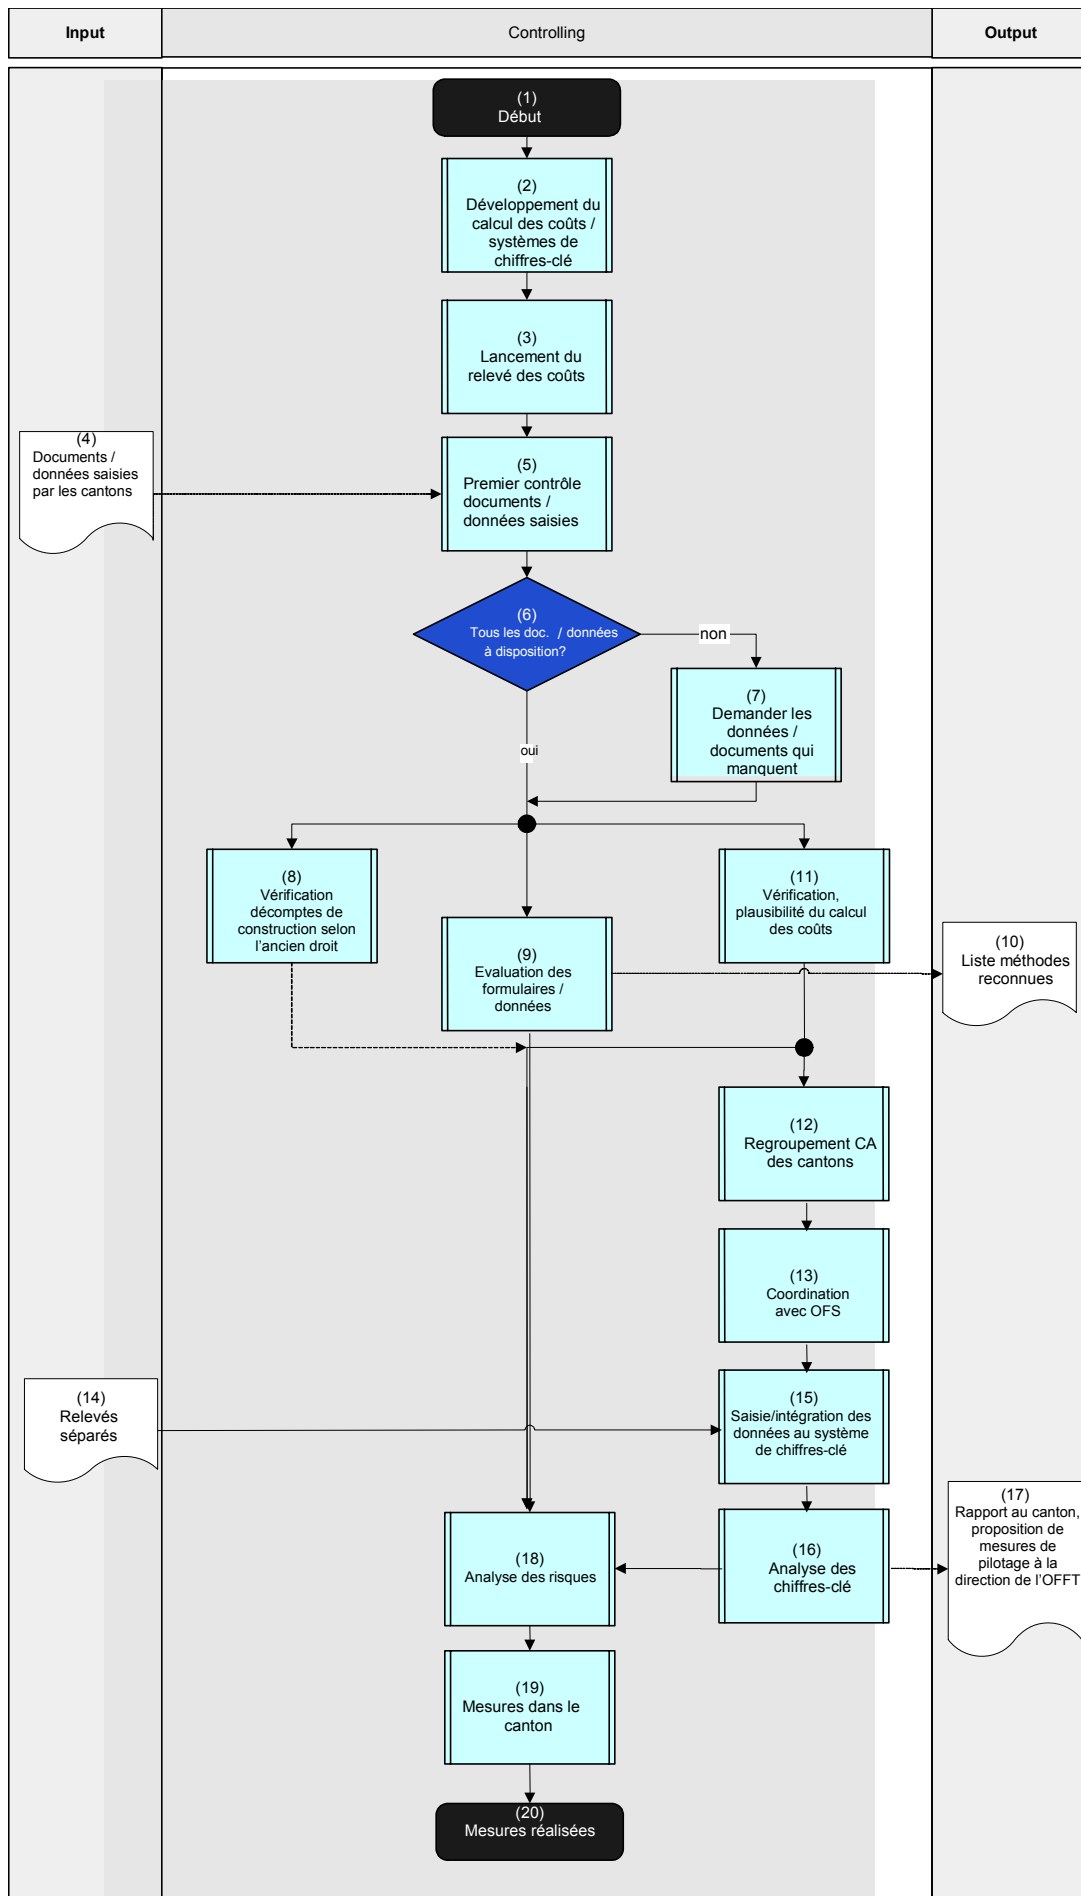 Input
Controlling
Output
(1)
Début
(2)
Développement du
calcul des coûts /
systèmes de
chiffres-clé
(3)
Lancement du
relevé des coûts
(4)
Documents /
données saisies
par les cantons
(5)
Premier contrôle
documents /
données saisies
(6)
Tous les doc. / données
à disposition?
non
(7)
Demander les
données /
documents qui
manquent
oui
(8)
Vérification
décomptes de
construction selon
l'ancien droit
(9)
Evaluation des
formulaires /
données
(11)
Vérification,
plausibilité du calcul
des coûts
(10)
Liste méthodes
reconnues
(12)
Regroupement CA
des cantons
(13)
Coordination
avec OFS
(14)
Relevés
séparés
(15)
Saisie/intégration des
données au système
de chiffres-clé
(16)
Analyse des
chiffres-clé
(17)
Rapport au canton,
proposition de
mesures de
pilotage à la
direction de l'OFFT
(18)
Analyse des risques
(19)
Mesures dans le
canton
(20)
Mesures réalisées